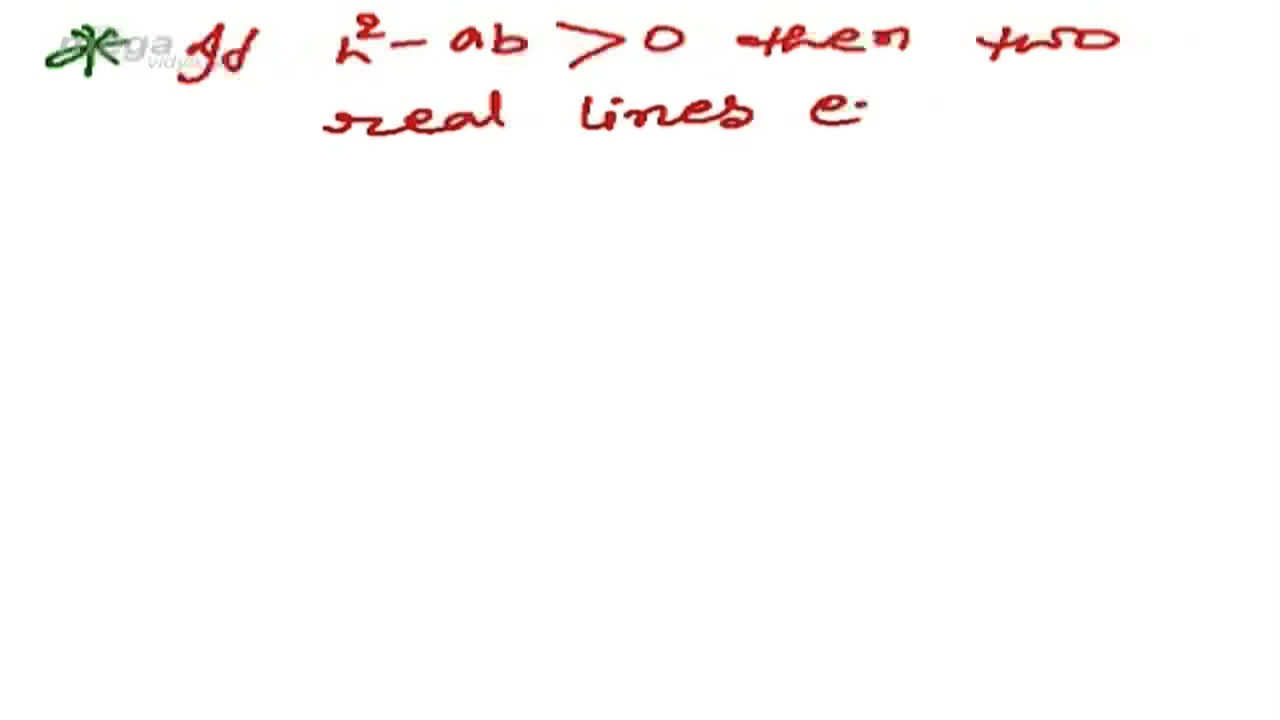 * If h² - ab > 0 then two
real lines e